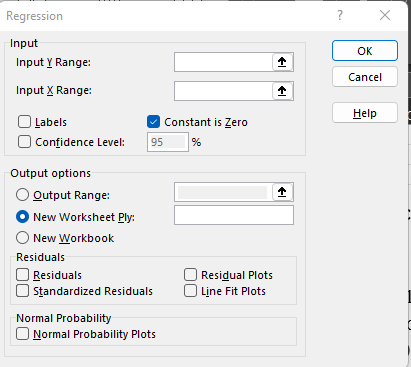 Regression ? ×
Input
Input Y Range:
Input X Range:
Labels Constant is Zero
Confidence Level: 95 %
OK
Cancel
Help
Output options
Output Range:
New Worksheet Ply:
New Workbook
Residuals
Residuals Residual Plots
Standardized Residuals Line Fit Plots
Normal Probability
Normal Probability Plots